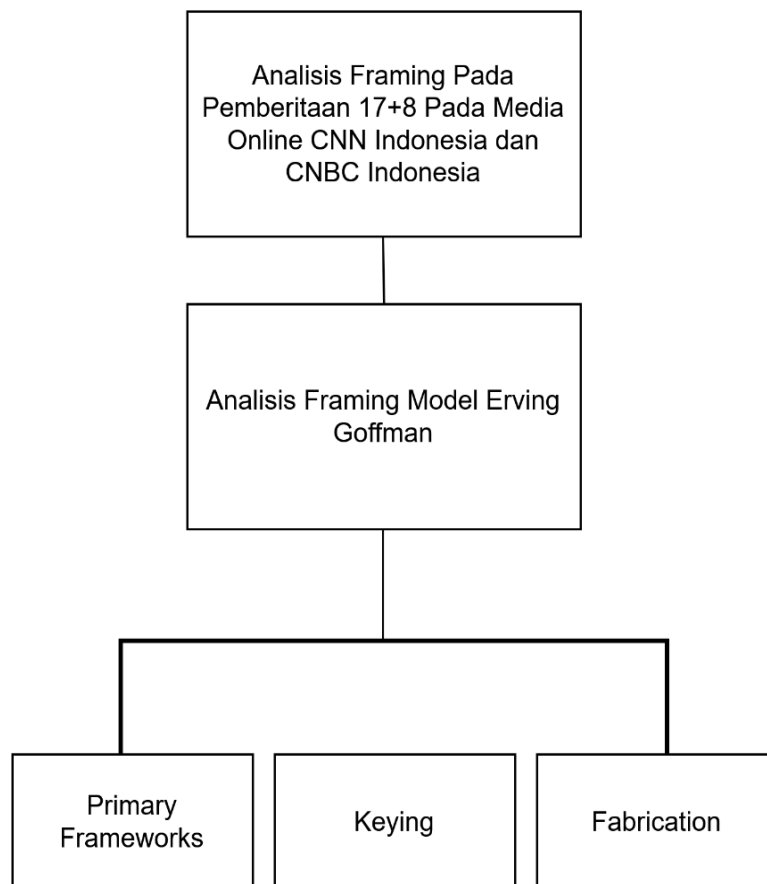 Analisis Framing Pada
Pemberitaan 17+8 Pada Media
Online CNN Indonesia dan
CNBC Indonesia
Analisis Framing Model Erving
Goffman
Primary
Frameworks
Keying
Fabrication